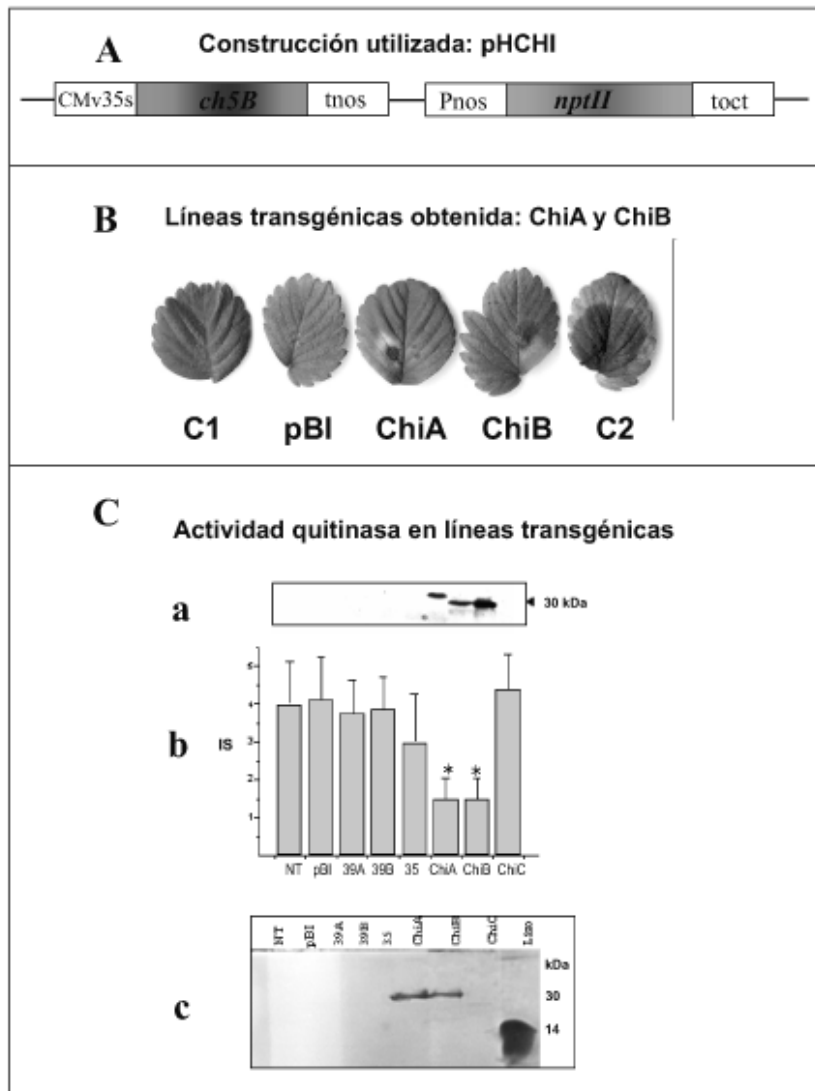 A Construcción utilizada: pHCHI
CMv35s ch5B tnos Pnos nptII toct
B Líneas transgénicas obtenida: ChiA y ChiB
C1 pBI ChiA ChiB C2
C
Actividad quitinasa en líneas transgénicas
a
30 kDa
b
IS
5
4
3
2
1
* *
NT pBI 39A 39B 35 ChiA ChiB ChiC
NT pBI 39A 39B 35 ChiA ChiB ChiC Lizo
kDa
30
c
14